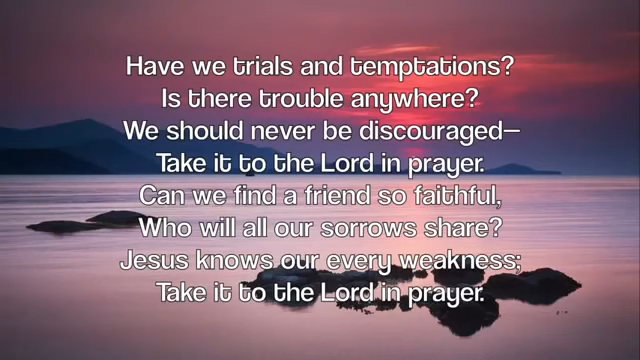 Have we trials and temptations?
Is there trouble anywhere?
We should never be discouraged—
Take it to the Lord in prayer.
Can we find a friend so faithful,
Who will all our sorrows share?
Jesus knows our every weakness;
Take it to the Lord in prayer.